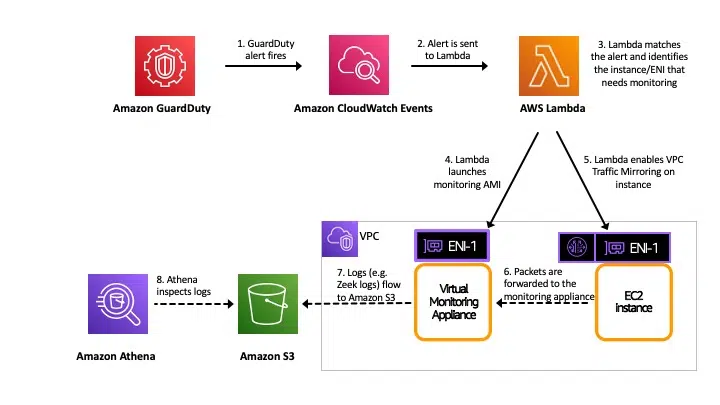 1. GuardDuty
alert fires
2. Alert is sent
to Lambda
3. Lambda matches
the alert and identifies
the instance/ENI that
needs monitoring
Amazon GuardDuty
Amazon CloudWatch Events
AWS Lambda
4. Lambda
launches
monitoring AMI
5. Lambda enables VPC
Traffic Mirroring on
instance
VPC
ENI-1
ENI-1
8. Athena
inspects logs
7. Logs (e.g.
Zeek logs) flow
to Amazon S3
Virtual
Monitoring
Appliance
6. Packets are
forwarded to the
monitoring appliance
EC2
instance
Amazon Athena
Amazon S3